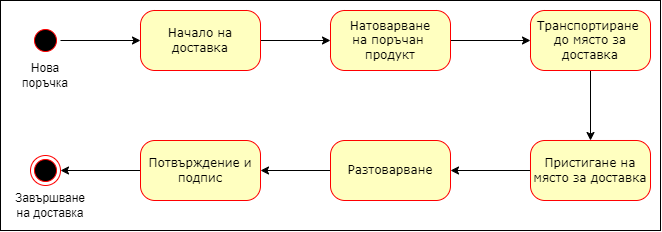 Нова
поръчка
Начало на
доставка
Натоварване
на поръчан
продукт
Транспортиране
до място за
доставка
Пристигане на
място за доставка
Разтоварване
Потвърждение и
подпис
Завършване
на доставка